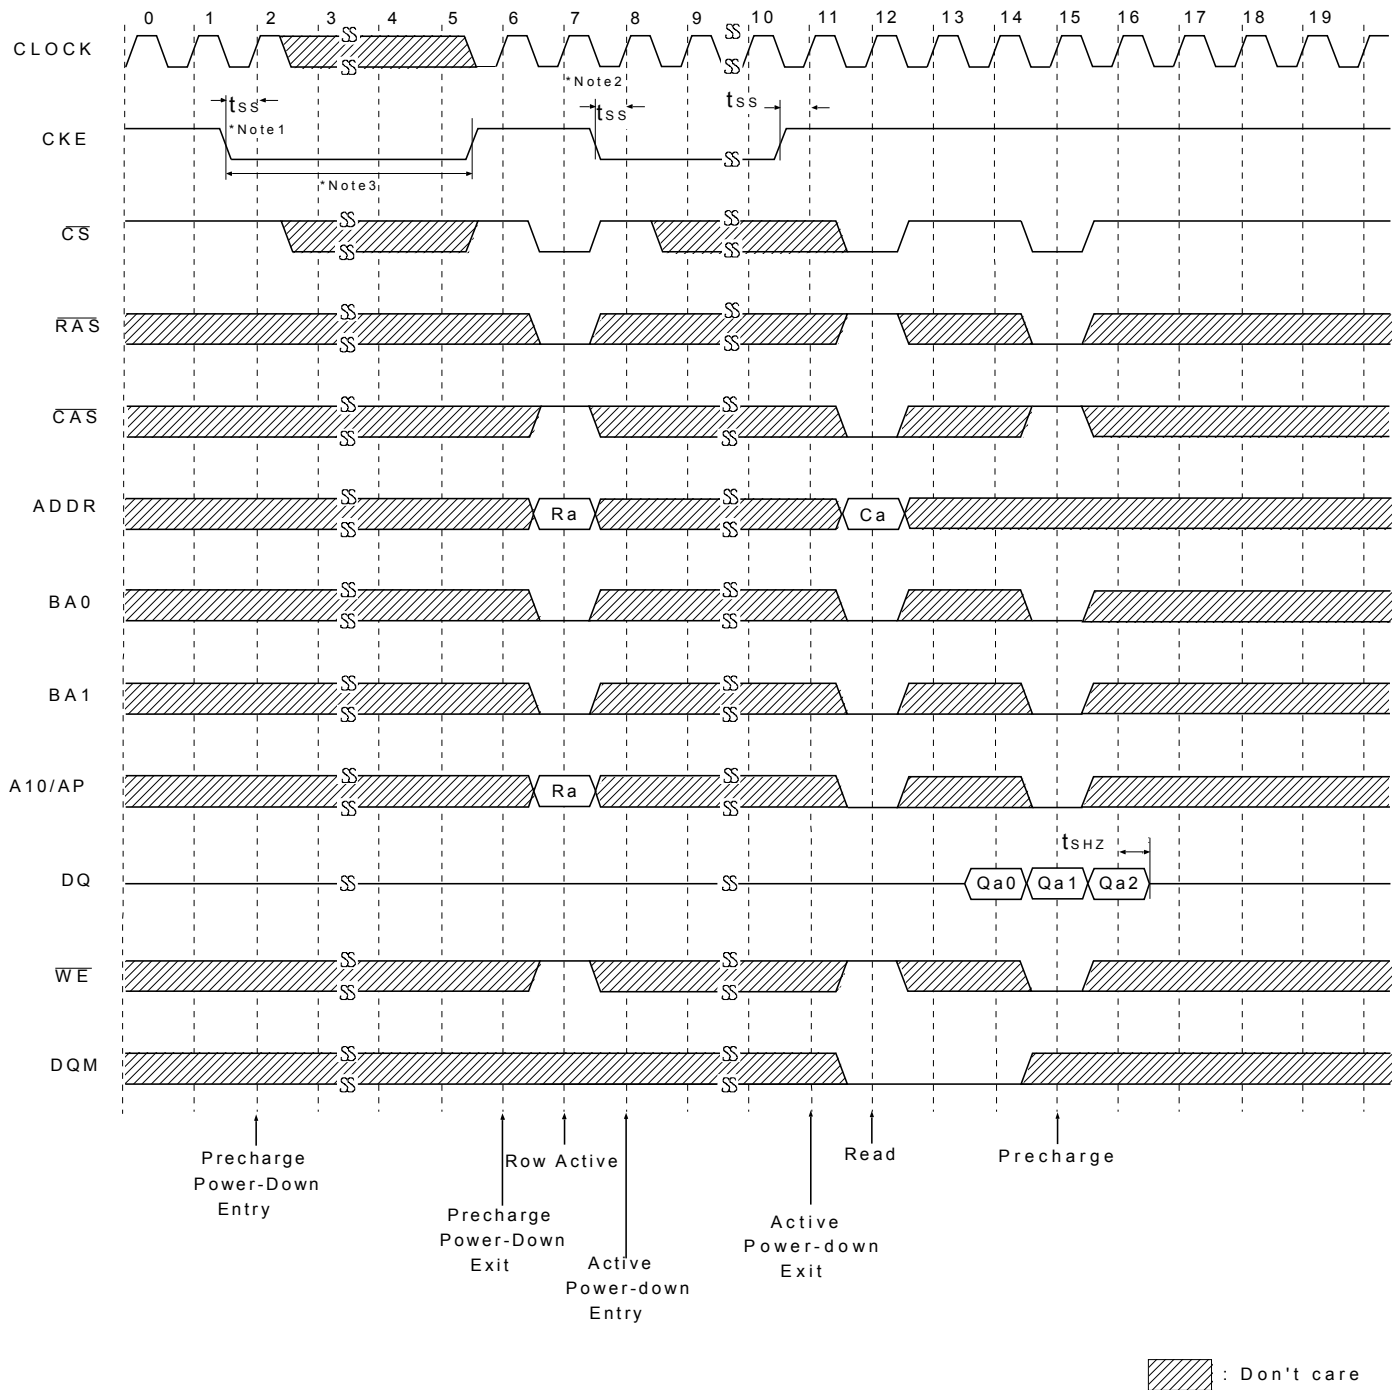 0 1 2 3 4 5 6 7 8 9 10 11 12 13 14 15 16 17 18 19
CLOCK
*Note2
tSS
tSS
tSS
*Note1
CKE
*Note3
CS
RAS
CAS
ADDR
Ra
Ca
BA0
BA1
A10/AP
Ra
tSHZ
DQ
Qa0
Qa1
Qa2
WE
DQM
Precharge
Power-Down
Entry
Precharge
Power-Down
Exit
Row Active
Active
Power-down
Entry
Active
Power-down
Exit
Read
Precharge
: Don't care